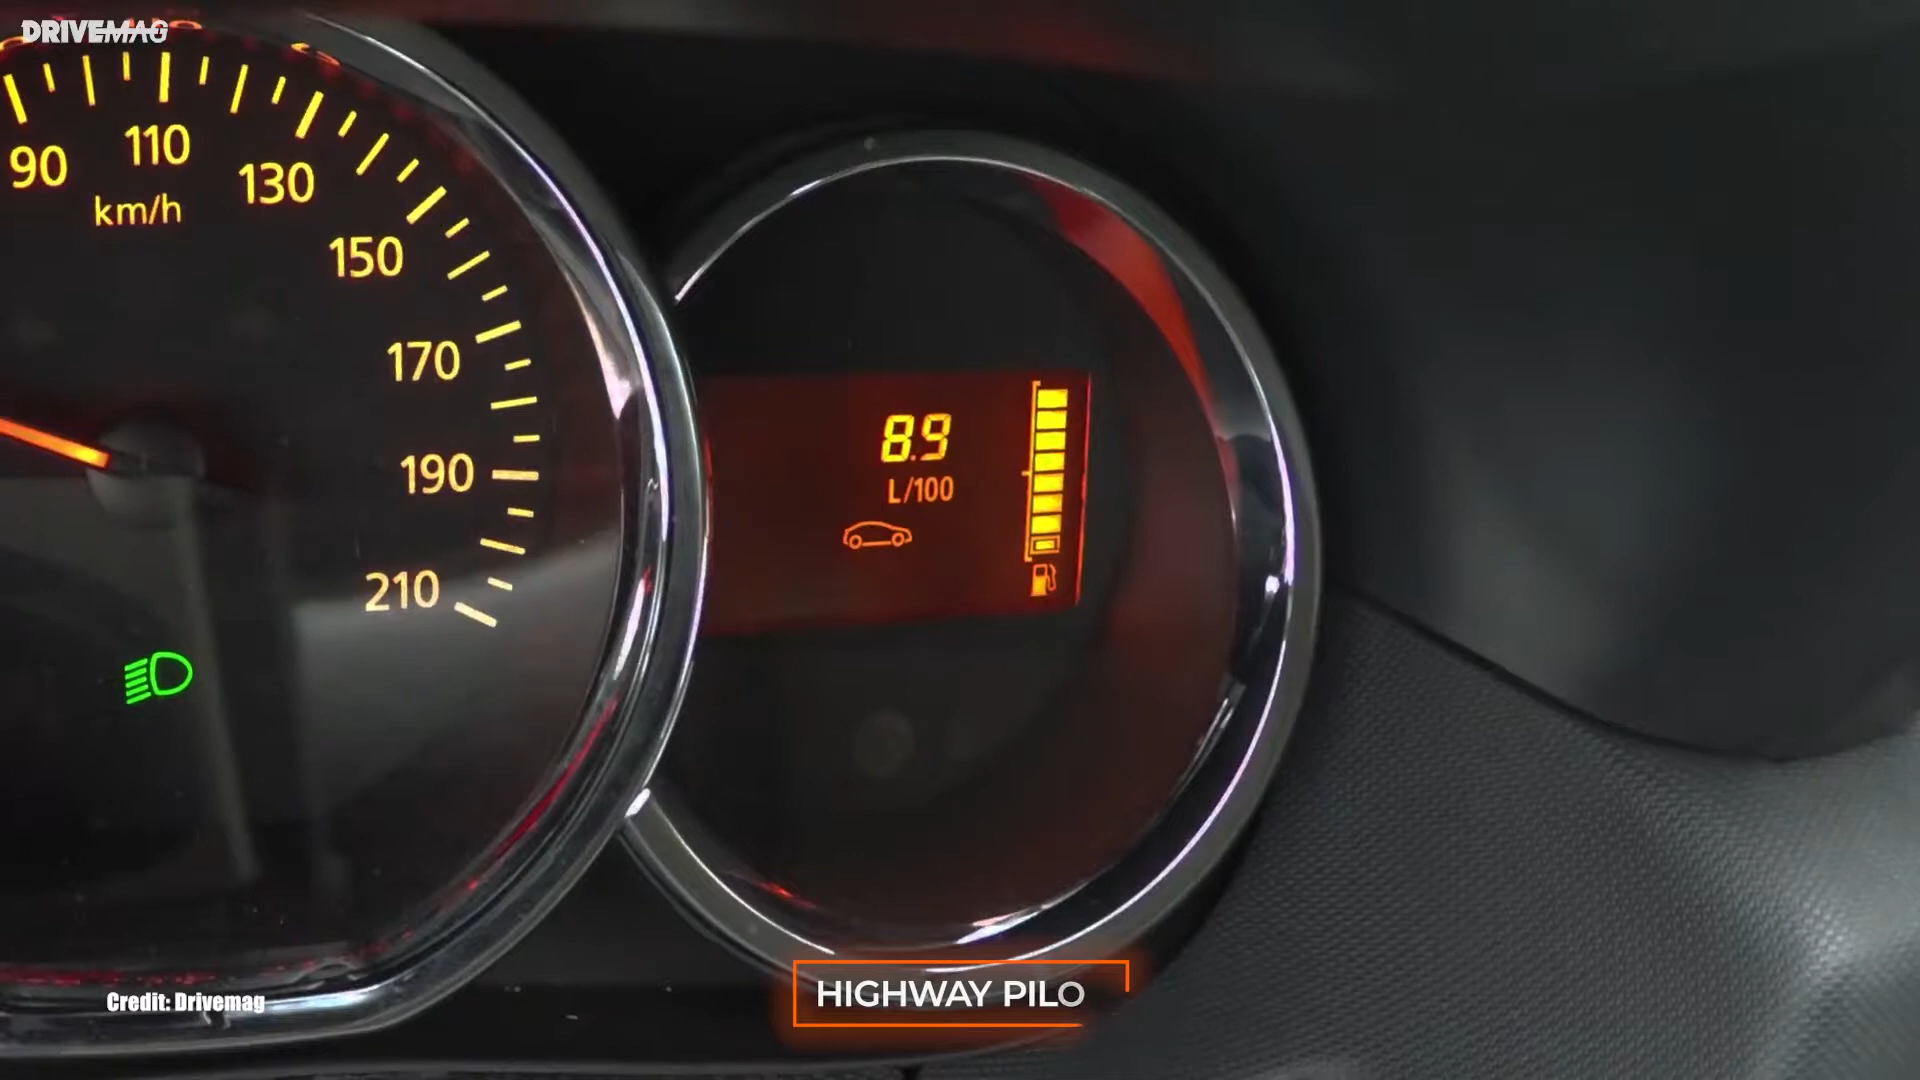 DRIVEMAG
90
110
130
km/h
150
170
190
210
8.9
L/100
Credit: Drivemag
HIGHWAY PILO